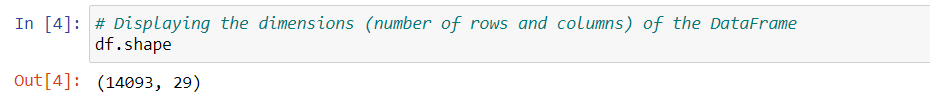 In [4]: # Displaying the dimensions (number of rows and columns) of the DataFrame
df.shape
Out[4]: (14093, 29)